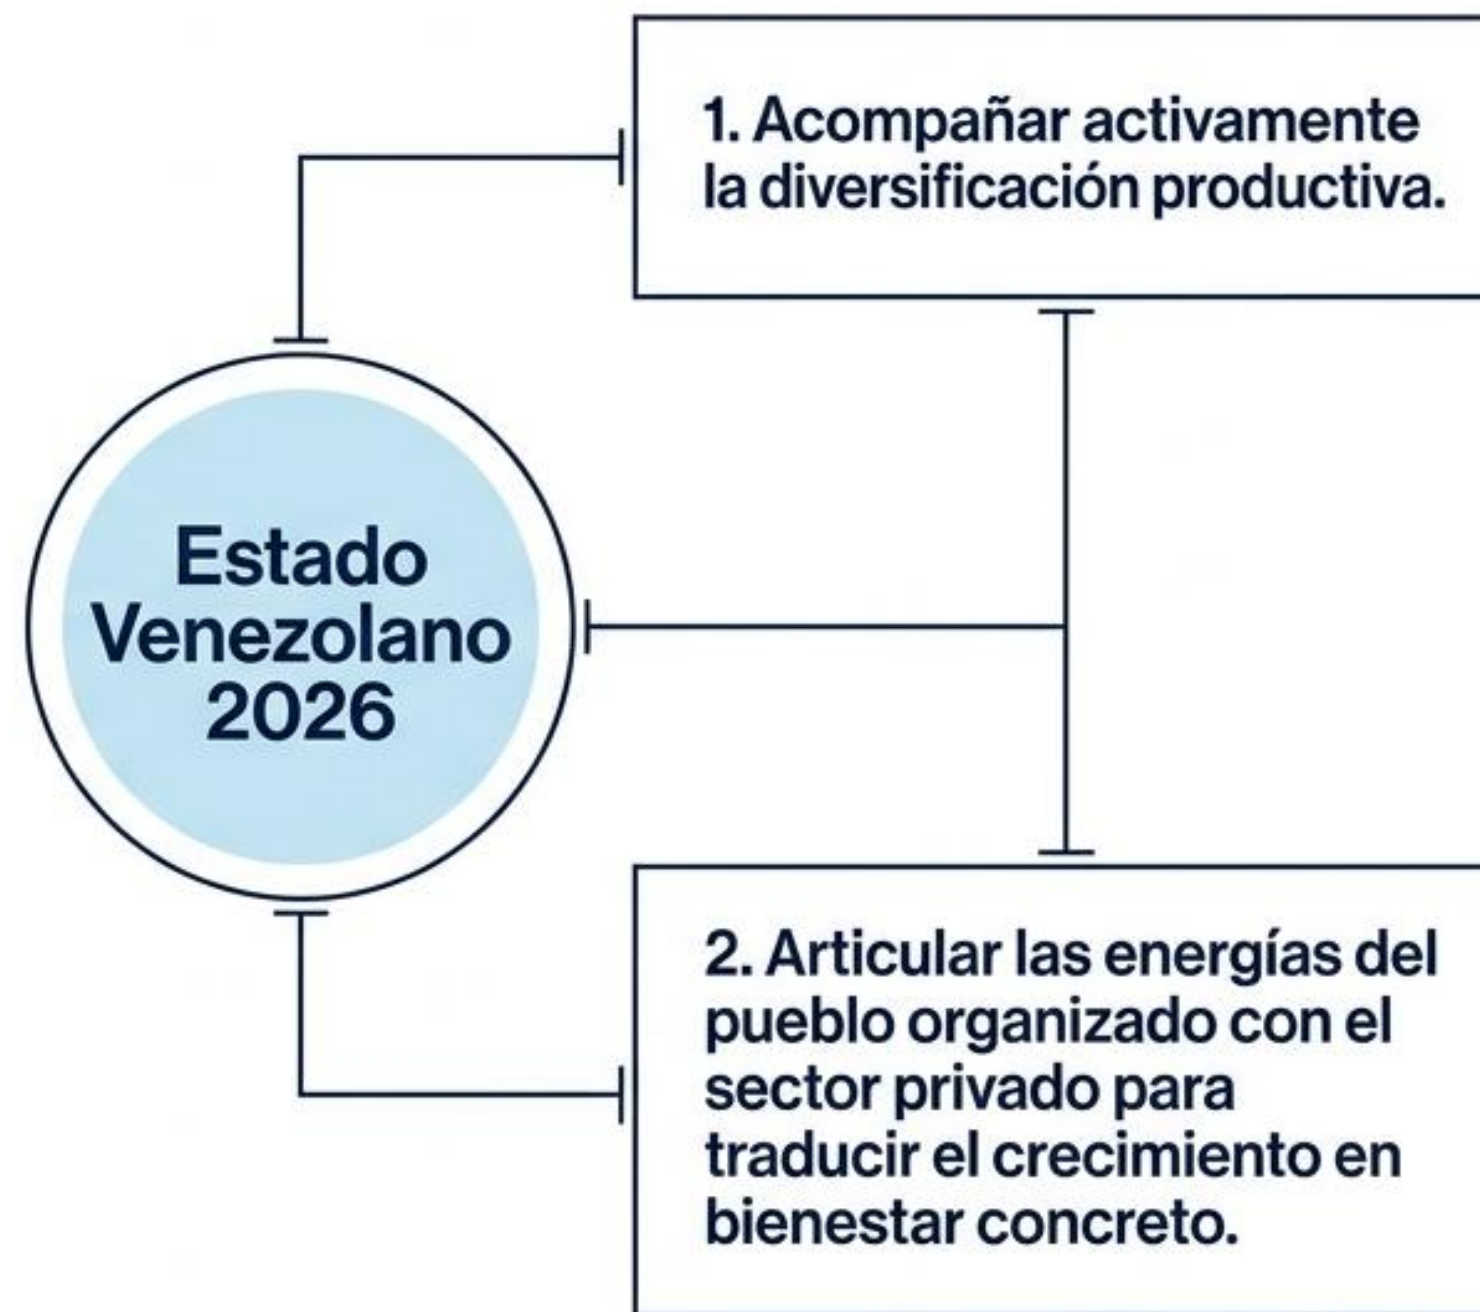 1. Acompañar activamente
la diversificación productiva.
Estado
Venezolano
2026
2. Articular las energías del
pueblo organizado con el
sector privado para
traducir el crecimiento en
bienestar concreto.